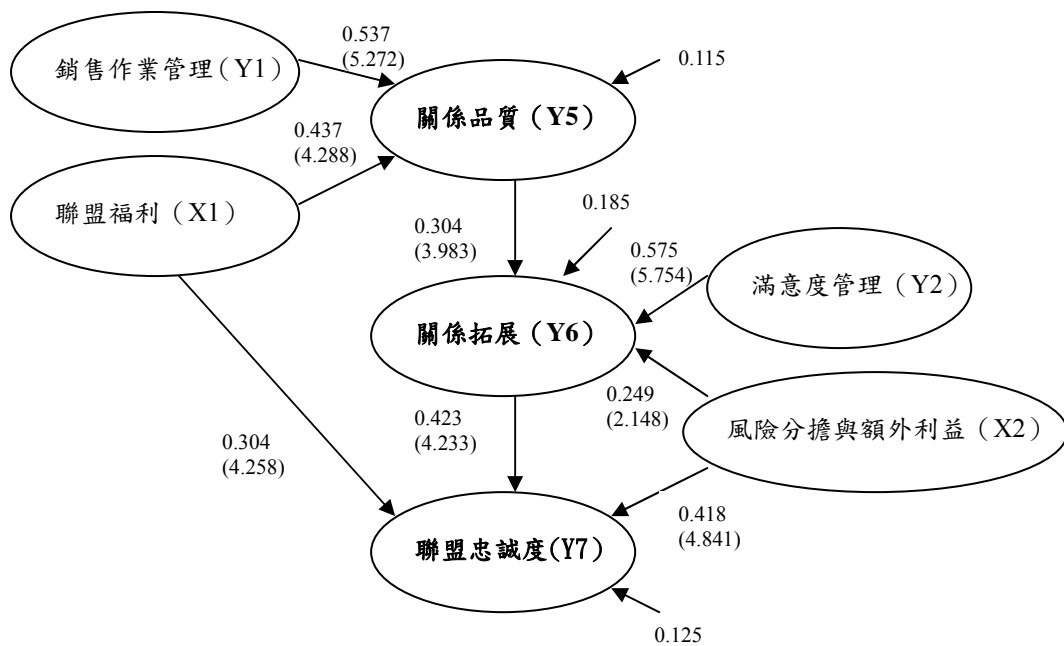 銷售作業管理（Y1）
0.537
(5.272)
0.115
關係品質（Y5）
0.437
(4.288)
聯盟福利（X1）
0.304
(3.983)
0.185
0.575
(5.754)
滿意度管理（Y2）
關係拓展（Y6）
0.249
(2.148)
0.423
(4.233)
風險分擔與額外利益（X2）
0.304
(4.258)
0.418
(4.841)
聯盟忠誠度(Y7)
0.125